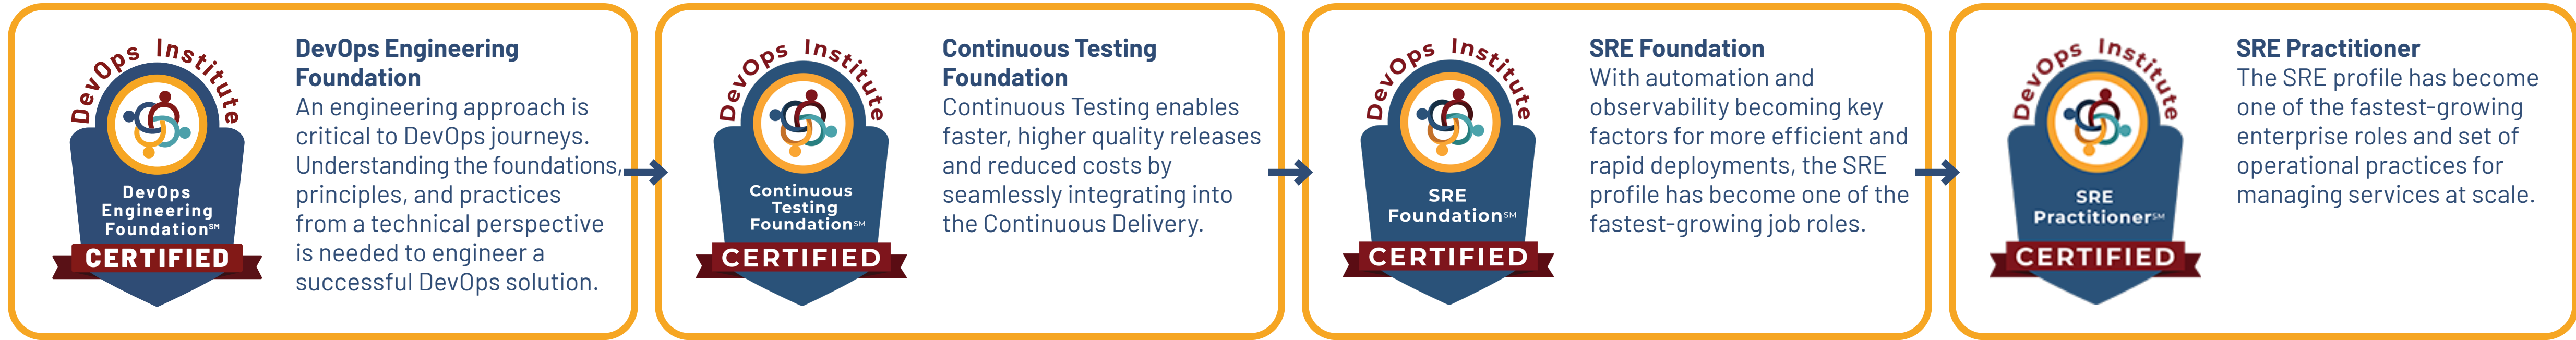 DevOps Institute
DevOps
Engineering
Foundation℠
CERTIFIED
DevOps Engineering
Foundation
An engineering approach is
critical to DevOps journeys.
Understanding the foundations,
principles, and practices
from a technical perspective
is needed to engineer a
successful DevOps solution.
DevOps Institute
Continuous
Testing
Foundation℠
CERTIFIED
Continuous Testing
Foundation
Continuous Testing enables
faster, higher quality releases
and reduced costs by
seamlessly integrating into
the Continuous Delivery.
DevOps Institute
SRE
Foundation℠
CERTIFIED
SRE Foundation
With automation and
observability becoming key
factors for more efficient and
rapid deployments, the SRE
profile has become one of the
fastest-growing job roles.
DevOps Institute
SRE
Practitioner℠
CERTIFIED
SRE Practitioner
The SRE profile has become
one of the fastest-growing
enterprise roles and set of
operational practices for
managing services at scale.